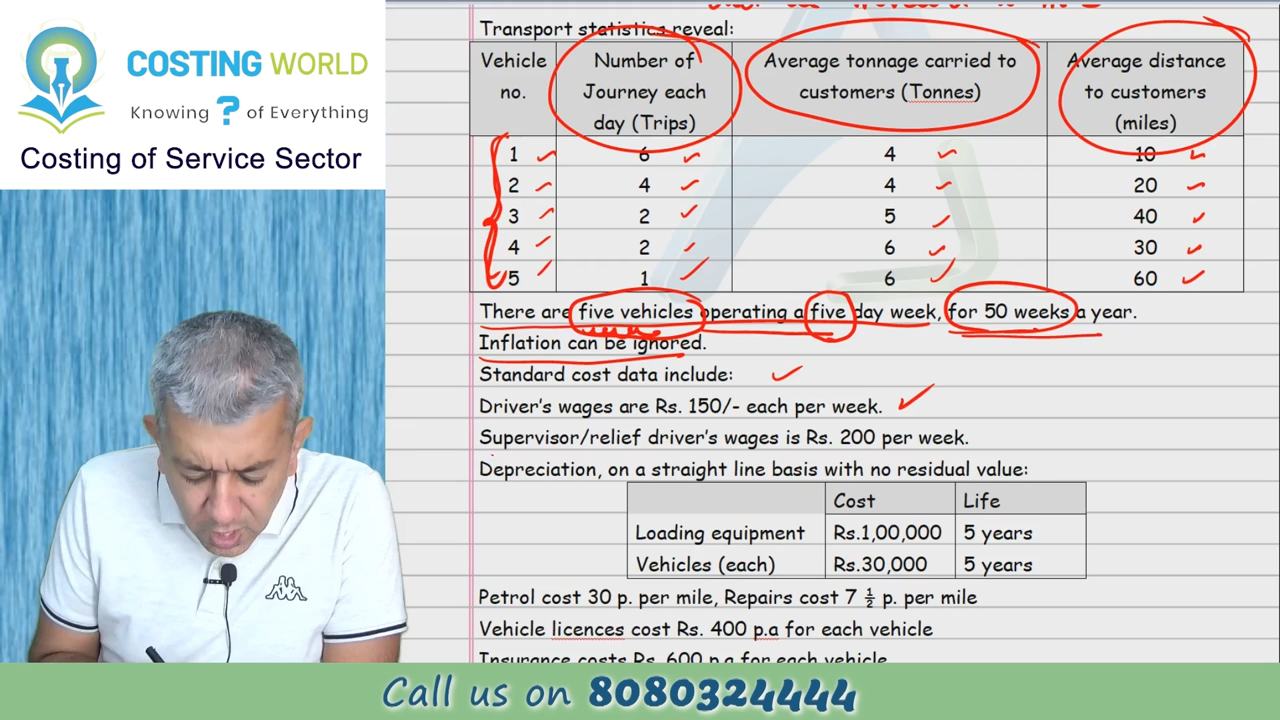 COSTING WORLD
Knowing ? of Everything
Costing of Service Sector
Transport statistics reveal:
Vehicle no. Number of Journey each day (Trips) Average tonnage carried to customers (Tonnes) Average distance to customers (miles)
1 6 4 10
2 4 4 20
3 2 5 40
4 2 6 30
5 1 6 60
There are five vehicles operating a five day week, for 50 weeks a year.
Inflation can be ignored.
Standard cost data include:
Driver's wages are Rs. 150/- each per week.
Supervisor/relief driver's wages is Rs. 200 per week.
Depreciation, on a straight line basis with no residual value:
Cost Life
Loading equipment Rs.1,00,000 5 years
Vehicles (each) Rs.30,000 5 years
Petrol cost 30 p. per mile, Repairs cost 7 ½ p. per mile
Vehicle licences cost Rs. 400 p.a for each vehicle
Insurance costs Rs. 600 p.a for each vehicle
Call us on 8080324444